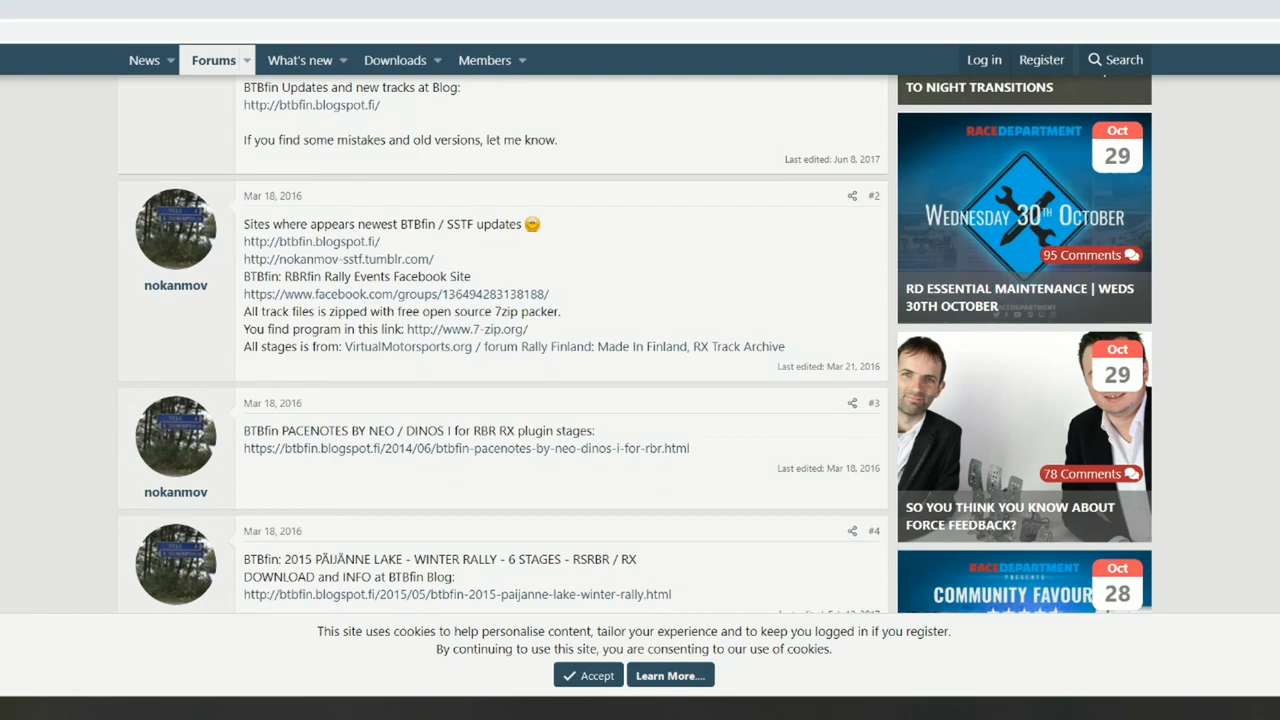 News
Forums
What's new
Downloads
Members
Log in
Register
Search
BTBfin Updates and new tracks at Blog:
http://btbfin.blogspot.fi/
If you find some mistakes and old versions, let me know.
Last edited: Jun 8, 2017
nokanmov
Mar 18, 2016
#2
Sites where appears newest BTBfin / SSTF updates
http://btbfin.blogspot.fi/
http://nokanmov-sstf.tumblr.com/
BTBfin: RBRfin Rally Events Facebook Site
https://www.facebook.com/groups/136494283138188/
All track files is zipped with free open source 7zip packer.
You find program in this link: http://www.7-zip.org/
All stages is from: VirtualMotorsports.org / forum Rally Finland: Made In Finland, RX Track Archive
Last edited: Mar 21, 2016
nokanmov
Mar 18, 2016
#3
BTBfin PACENOTES BY NEO / DINOS I for RBR RX plugin stages:
https://btbfin.blogspot.fi/2014/06/btbfin-pacenotes-by-neo-dinos-i-for-rbr.html
Last edited: Mar 18, 2016
Mar 18, 2016
#4
BTBfin: 2015 PÄIJÄNNE LAKE - WINTER RALLY - 6 STAGES - RSRBR / RX
DOWNLOAD and INFO at BTBfin Blog:
http://btbfin.blogspot.fi/2015/05/btbfin-2015-paijanne-lake-winter-rally.html
TO NIGHT TRANSITIONS
RACEDEPARTMENT
Oct
29
WEDNESDAY 30TH OCTOBER
95 Comments
RD ESSENTIAL MAINTENANCE | WEDS
30TH OCTOBER
Oct
29
78 Comments
SO YOU THINK YOU KNOW ABOUT
FORCE FEEDBACK?
RACEDEPARTMENT
PRESENTS
Oct
28
COMMUNITY FAVOUR
This site uses cookies to help personalise content, tailor your experience and to keep you logged in if you register.
By continuing to use this site, you are consenting to our use of cookies.
Accept
Learn More....